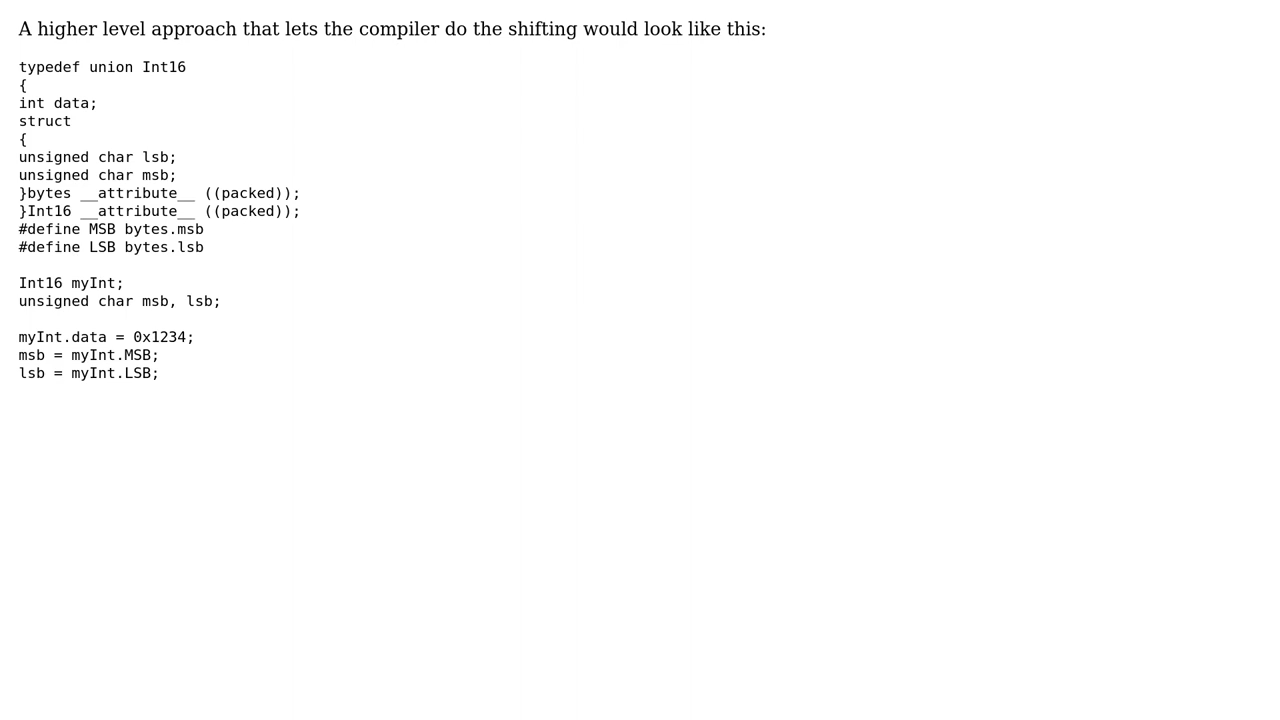 A higher level approach that lets the compiler do the shifting would look like this:
typedef union Int16
{
int data;
struct
{
unsigned char lsb;
unsigned char msb;
}bytes __attribute__ ((packed));
}Int16 __attribute__ ((packed));
#define MSB bytes.msb
#define LSB bytes.lsb

Int16 myInt;
unsigned char msb, lsb;

myInt.data = 0x1234;
msb = myInt.MSB;
lsb = myInt.LSB;